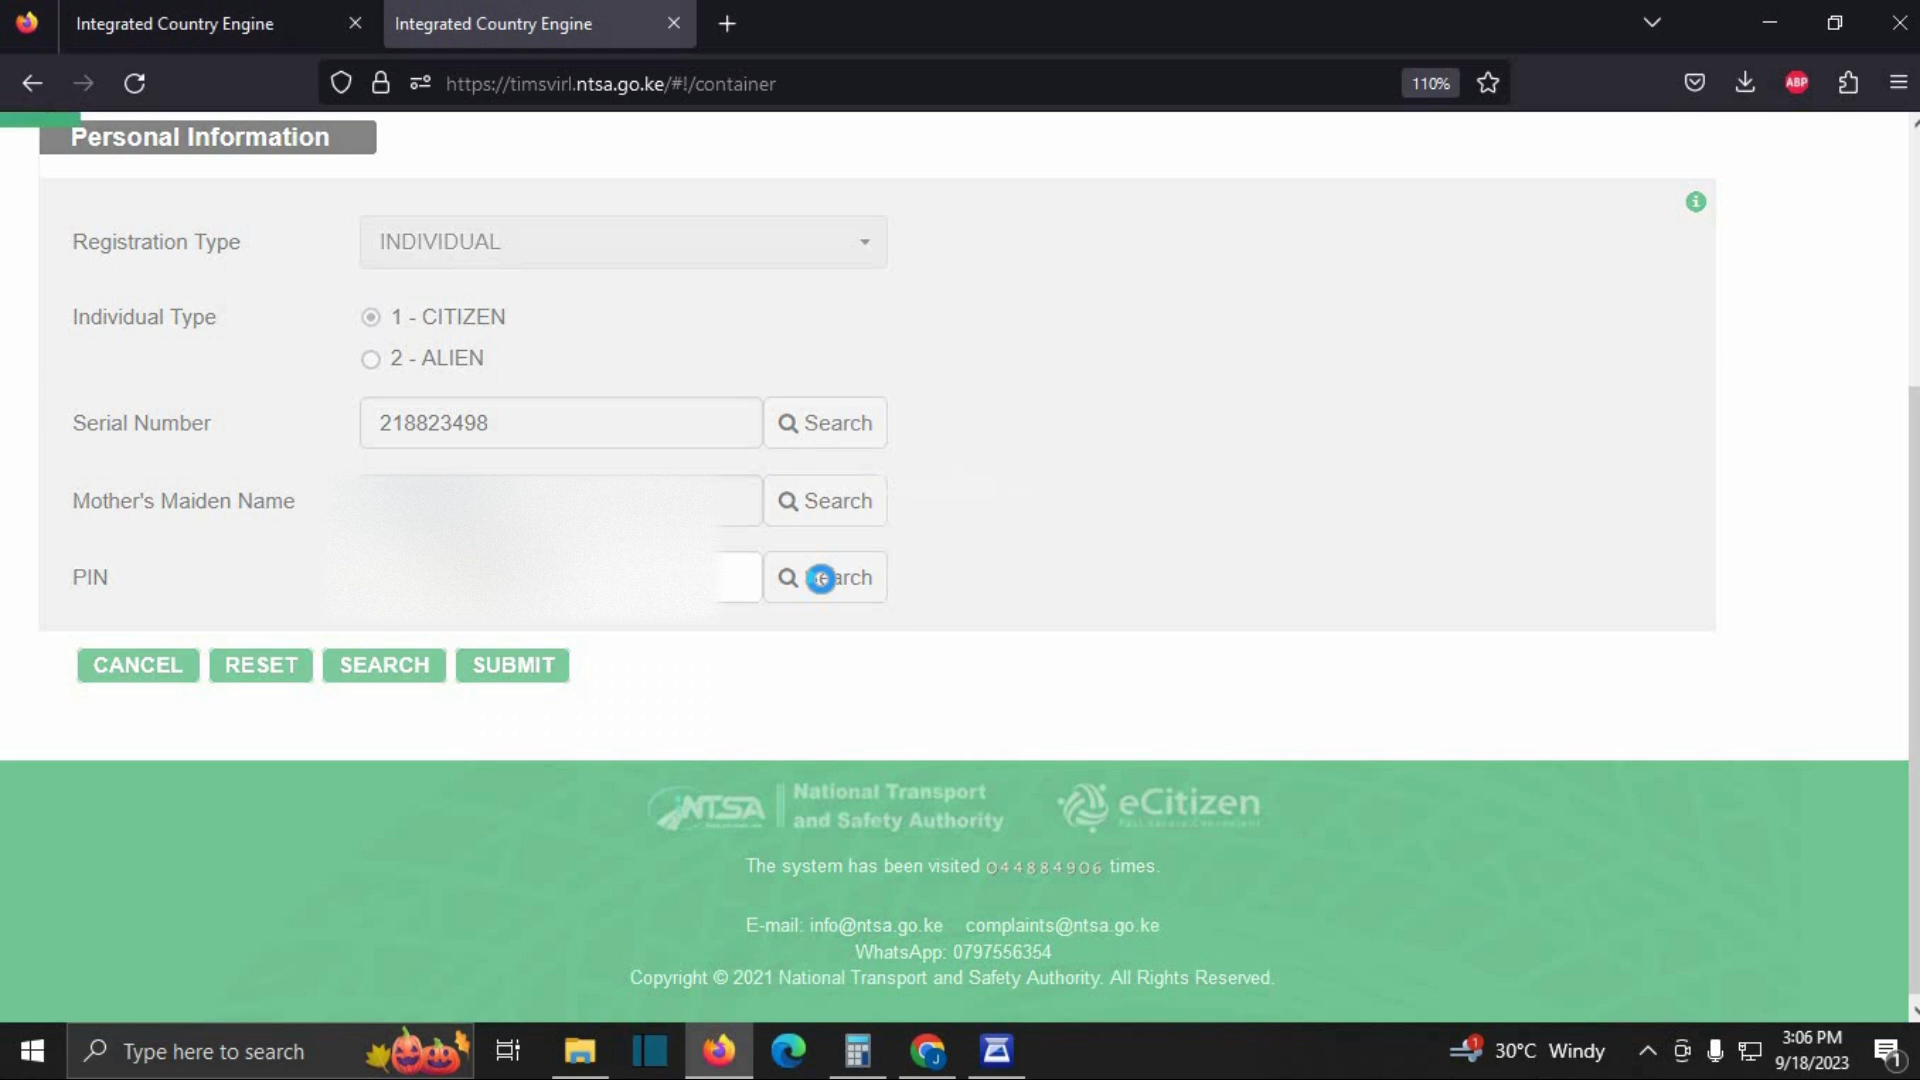 Integrated Country Engine
Integrated Country Engine
https://timsvirl.ntsa.go.ke/#!/container
110%
ABP
Personal Information
Registration Type
INDIVIDUAL
Individual Type
1 - CITIZEN
2 - ALIEN
Serial Number
218823498
Search
Mother's Maiden Name
Search
PIN
Search
CANCEL RESET SEARCH SUBMIT
NTSA
National Transport
and Safety Authority
eCitizen
The system has been visited 044884906 times.
E-mail: info@ntsa.go.ke complaints@ntsa.go.ke
WhatsApp: 0797556354
Copyright © 2021 National Transport and Safety Authority. All Rights Reserved.
Type here to search
1
30°C Windy
3:06 PM
9/18/2023
1